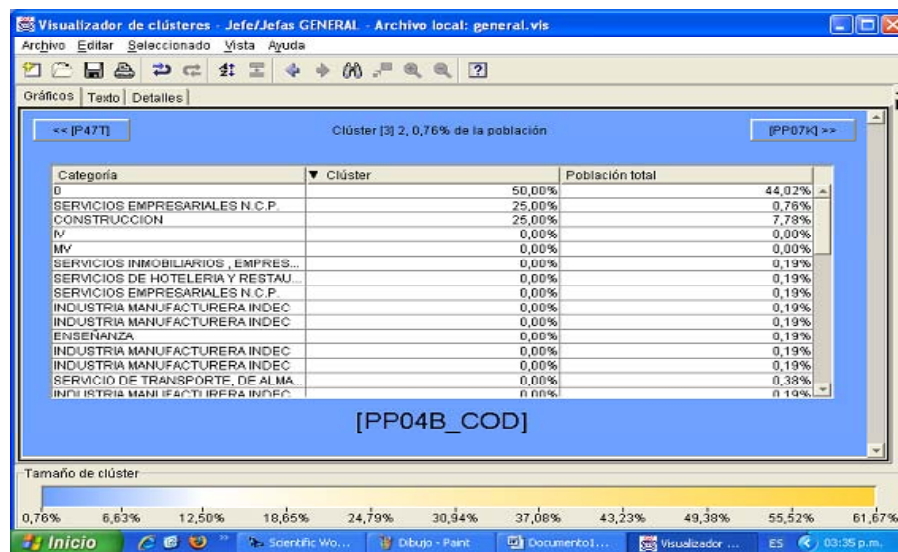 Visualizador de clústeres - Jefe/Jefas GENERAL - Archivo local: general.vis
Archivo Editar Seleccionado Vista Ayuda
Gráficos Texto Detalles
<< [P47T] Clúster [3] 2, 0,76% de la población [PP07K] >>
Categoría ▼ Clúster Población total
0 50,00% 44,02%
SERVICIOS EMPRESARIALES N.C.P. 25,00% 0,76%
CONSTRUCCION 25,00% 7,78%
IV 0,00% 0,00%
MV 0,00% 0,00%
SERVICIOS INMOBILIARIOS , EMPRES... 0,00% 0,19%
SERVICIOS DE HOTELERIA Y RESTAU... 0,00% 0,19%
SERVICIOS EMPRESARIALES N.C.P. 0,00% 0,19%
INDUSTRIA MANUFACTURERA INDEC 0,00% 0,19%
INDUSTRIA MANUFACTURERA INDEC 0,00% 0,19%
ENSEÑANZA 0,00% 0,19%
INDUSTRIA MANUFACTURERA INDEC 0,00% 0,19%
INDUSTRIA MANUFACTURERA INDEC 0,00% 0,19%
SERVICIO DE TRANSPORTE, DE ALMA... 0,00% 0,38%
INDUSTRIA MANUFACTURERA INDEC 0,00% 0,19%
[PP04B_COD]
Tamaño de clúster
0,76% 6,63% 12,50% 18,65% 24,79% 30,94% 37,08% 43,23% 49,38% 55,52% 61,67%
Inicio Scientific Wo... Dibujo - Paint Documento1... Visualizador ... ES 03:35 p.m.